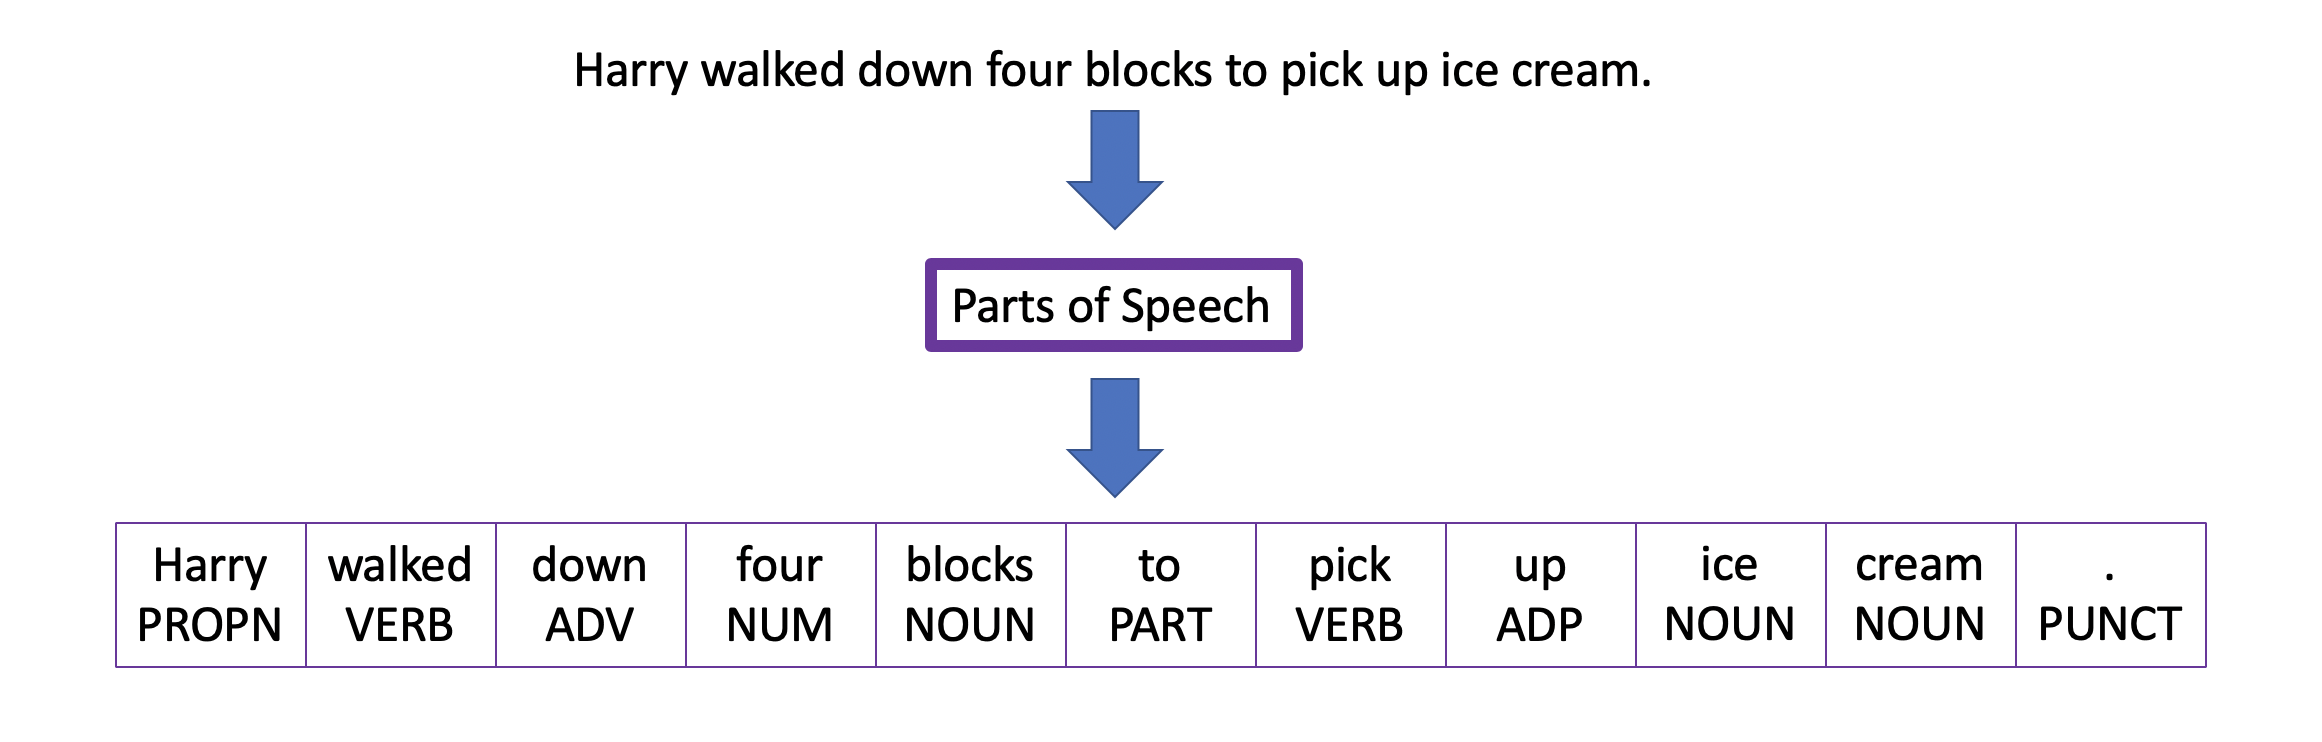 Harry walked down four blocks to pick up ice cream.
Parts of Speech
Harry walked down four blocks to pick up ice cream .
PROPN VERB ADV NUM NOUN PART VERB ADP NOUN NOUN PUNCT